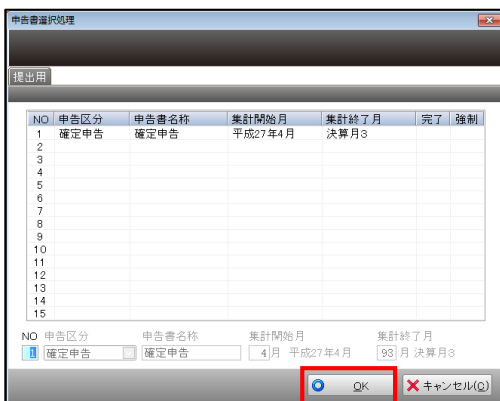 申告書選択処理
提出用
NO 申告区分 申告書名称 集計開始月 集計終了月 完了 強制
1 確定申告 確定申告 平成27年4月 決算月3
2
3
4
5
6
7
8
9
10
11
12
13
14
15
NO 申告区分 申告書名称 集計開始月 集計終了月
1 確定申告 確定申告 4月 平成27年4月 93月 決算月3
OK キャンセル(C)